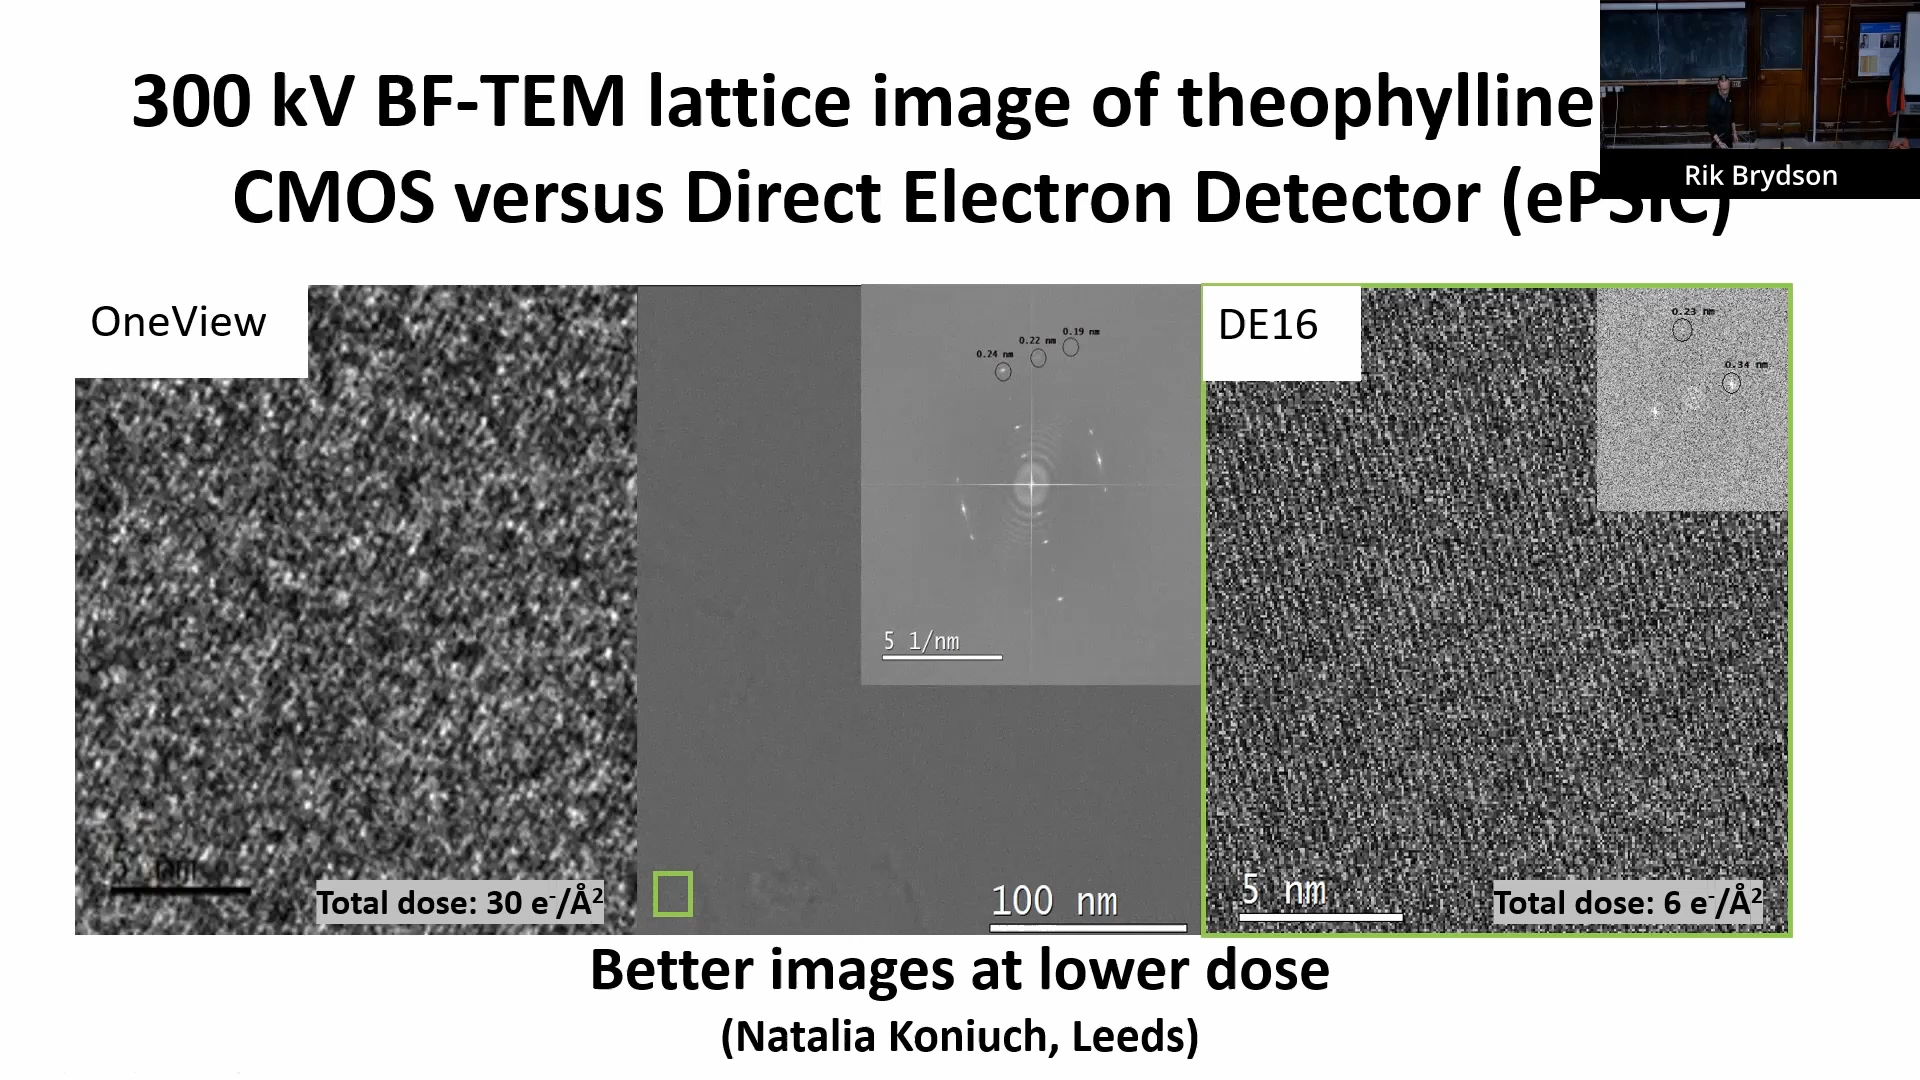 300 kV BF-TEM lattice image of theophylline
CMOS versus Direct Electron Detector (ePSIC)
Rik Brydson
OneView
Total dose: 30 e⁻/Å²
0.24 nm
0.22 nm
0.19 nm
5 1/nm
100 nm
DE16
0.23 nm
0.34 nm
5 nm
Total dose: 6 e⁻/Å²
Better images at lower dose
(Natalia Koniuch, Leeds)